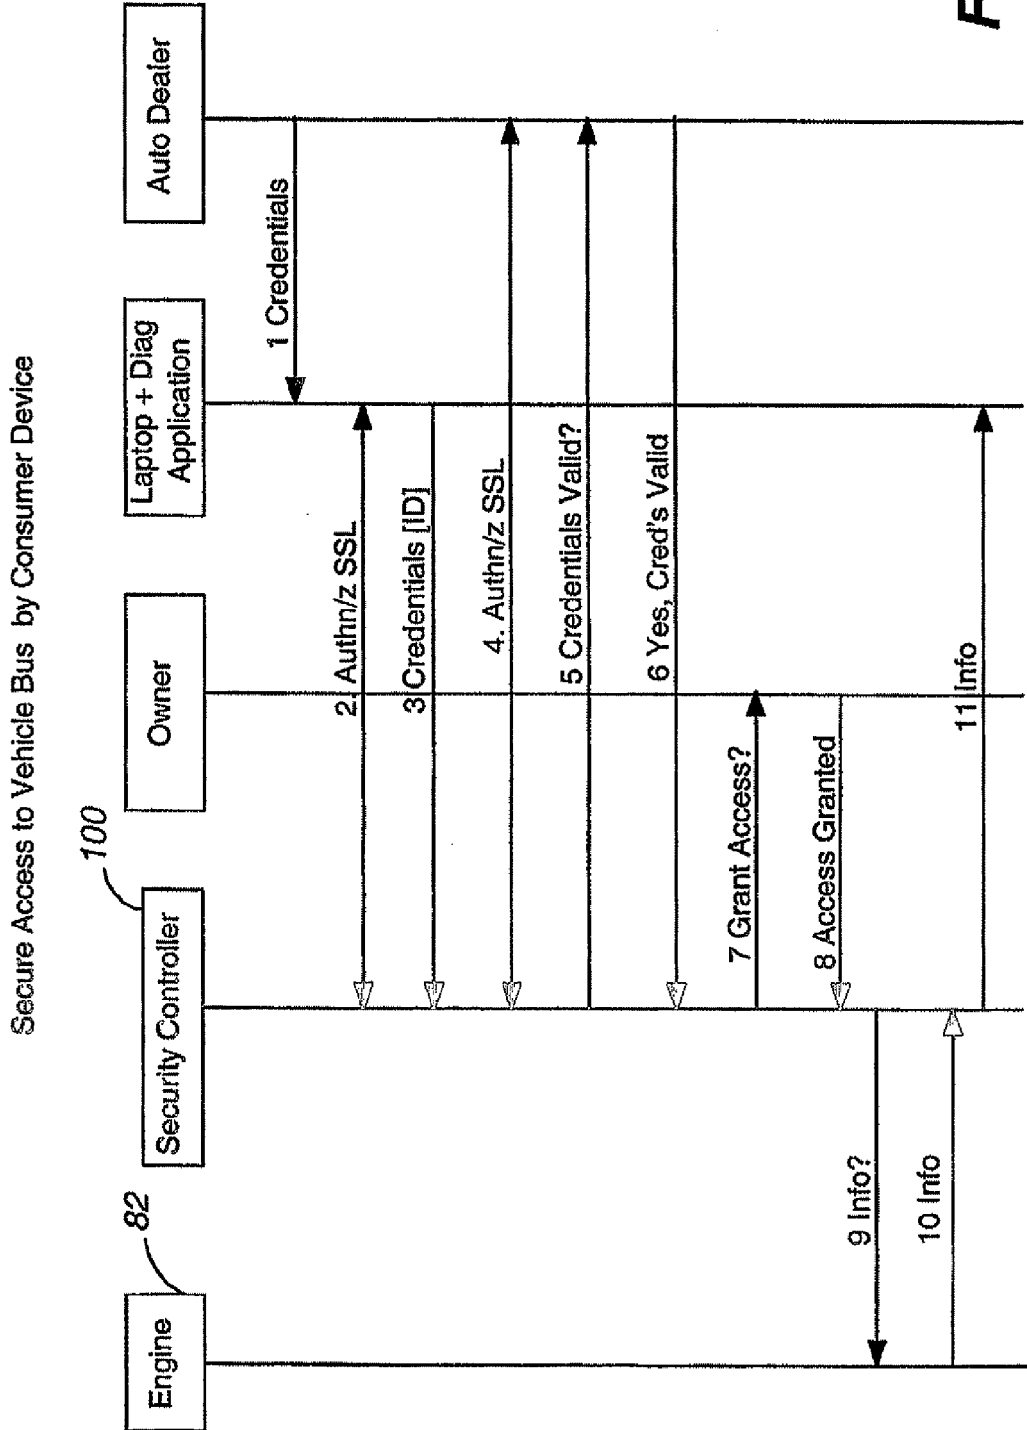 Secure Access to Vehicle Bus by Consumer Device
Engine
82
Security Controller
100
Owner
Laptop + Diag
Application
Auto Dealer
1 Credentials
2. Authn/z SSL
3 Credentials [ID]
4. Authn/z SSL
5 Credentials Valid?
6 Yes, Cred's Valid
7 Grant Access?
8 Access Granted
9 Info?
10 Info
11 Info